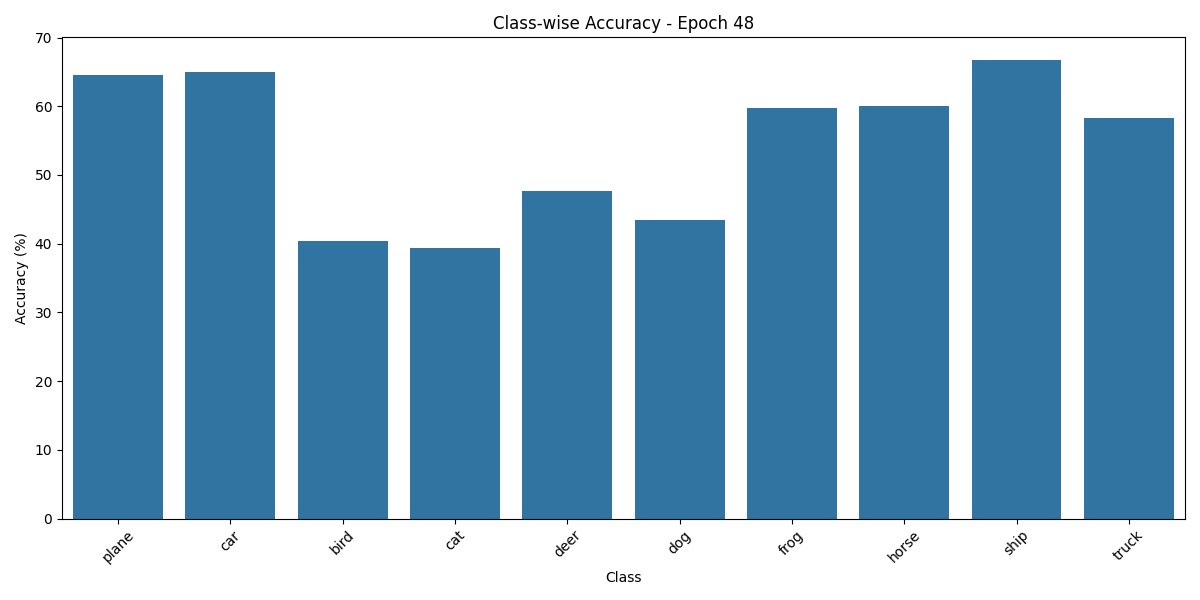 Class-wise Accuracy - Epoch 48
70
60
50
40
30
20
10
0
Accuracy (%)
plane
car
bird
cat
deer
dog
frog
horse
ship
truck
Class